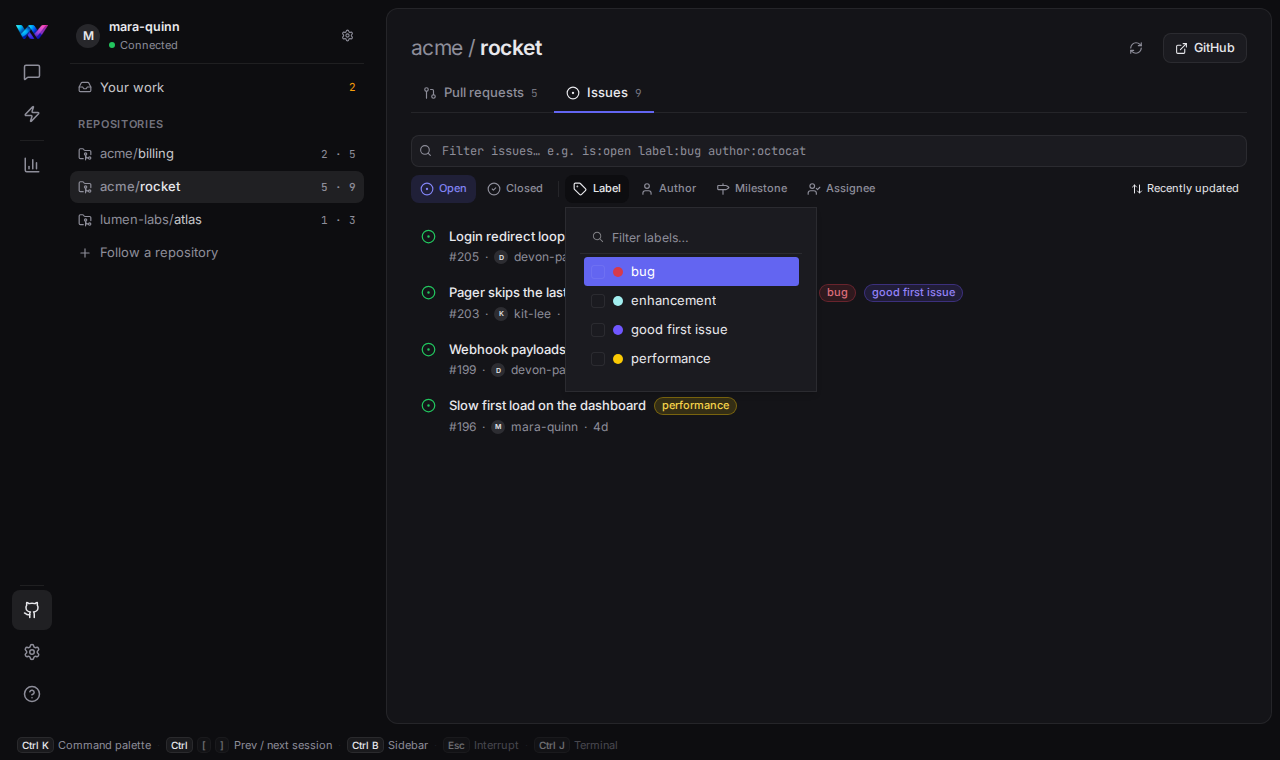 M
mara-quinn
Connected
Your work 2
REPOSITORIES
acme/billing 2 · 5
acme/rocket 5 · 9
lumen-labs/atlas 1 · 3
Follow a repository
acme / rocket
GitHub
Pull requests 5
Issues 9
Filter issues… e.g. is:open label:bug author:octocat
Open Closed Label Author Milestone Assignee Recently updated
Filter labels...
bug
enhancement
good first issue
performance
Login redirect loop
#205 · D
Pager skips the last bug good first issue
#203 · K kit-lee ·
Webhook payloads
#199 · D
Slow first load on the dashboard performance
#196 · M mara-quinn · 4d
Ctrl K Command palette Ctrl [ ] Prev / next session Ctrl B Sidebar Esc Interrupt Ctrl J Terminal